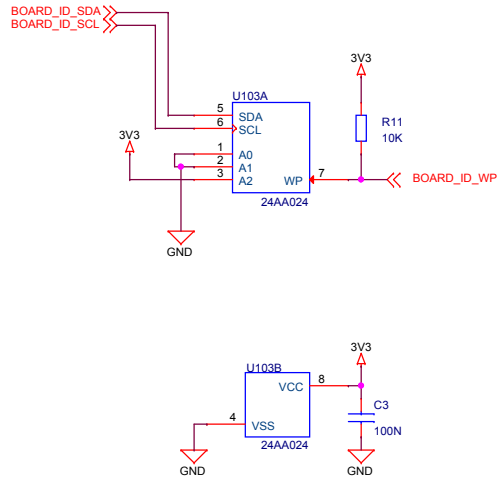 BOARD_ID_SDA
BOARD_ID_SCL
3V3
U103A
5 SDA
6 SCL
R11
10K
3V3
1 A0
2 A1
3 A2
WP 7
BOARD_ID_WP
24AA024
GND
3V3
U103B
VCC 8
C3
4 VSS
100N
24AA024
GND
GND